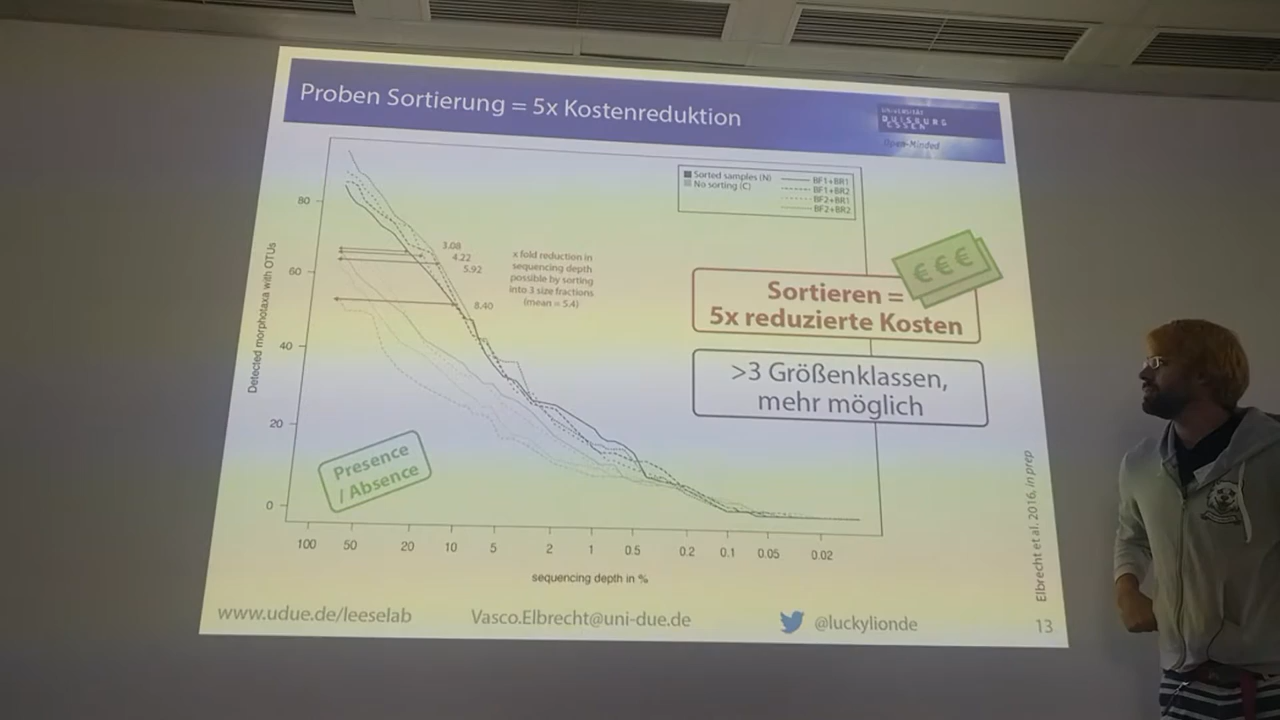 Proben Sortierung = 5x Kostenreduktion
UNIVERSITÄT
DUISBURG
ESSEN
Open-Minded
Sorted samples (N)
No sorting (C)
BF1+BR1
BF1+BR2
BF2+BR1
BF2+BR2
Detected morphotaxa with OTUs
80
60
40
20
0
3.08
4.22
5.92
8.40
x fold reduction in
sequencing depth
possible by sorting
into 3 size fractions
(mean = 5.4)
€€€
Sortieren =
5x reduzierte Kosten
>3 Größenklassen,
mehr möglich
Presence
/ Absence
100 50 20 10 5 2 1 0.5 0.2 0.1 0.05 0.02
sequencing depth in %
Elbrecht et al. 2016, in prep
www.udue.de/leeselab Vasco.Elbrecht@uni-due.de @luckylionde 13